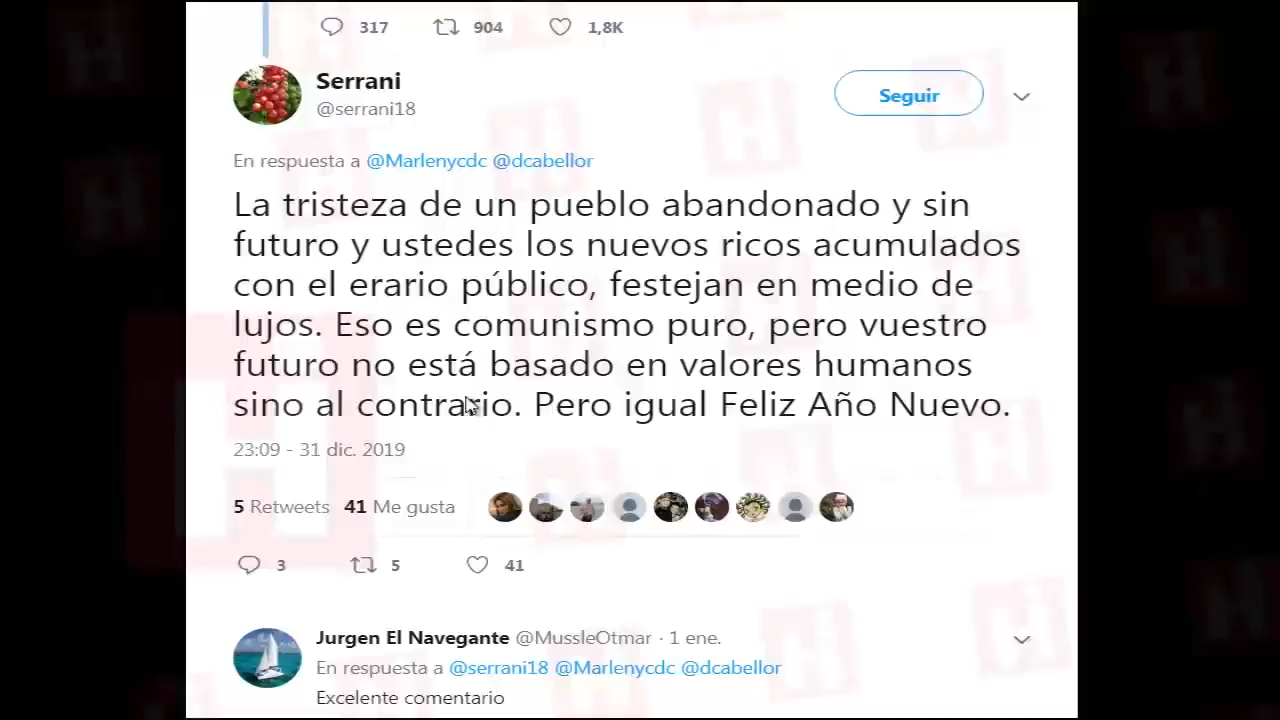 317 904 1,8K
Serrani
@serrani18
Seguir
En respuesta a @Marlenycdc @dcabellor
La tristeza de un pueblo abandonado y sin
futuro y ustedes los nuevos ricos acumulados
con el erario público, festejan en medio de
lujos. Eso es comunismo puro, pero vuestro
futuro no está basado en valores humanos
sino al contrario. Pero igual Feliz Año Nuevo.
23:09 - 31 dic. 2019
5 Retweets 41 Me gusta
3 5 41
Jurgen El Navegante @MussleOtmar · 1 ene.
En respuesta a @serrani18 @Marlenycdc @dcabellor
Excelente comentario